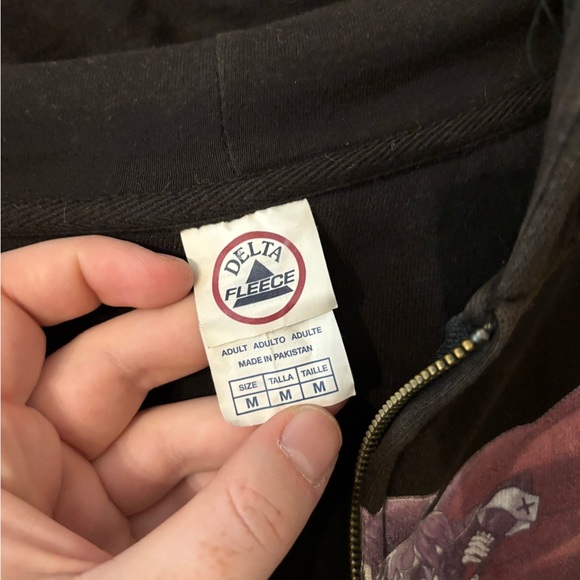 DELTA
FLEECE
ADULT ADULTO ADULTE
MADE IN PAKISTAN
SIZE TALLA TAILLE
M M M